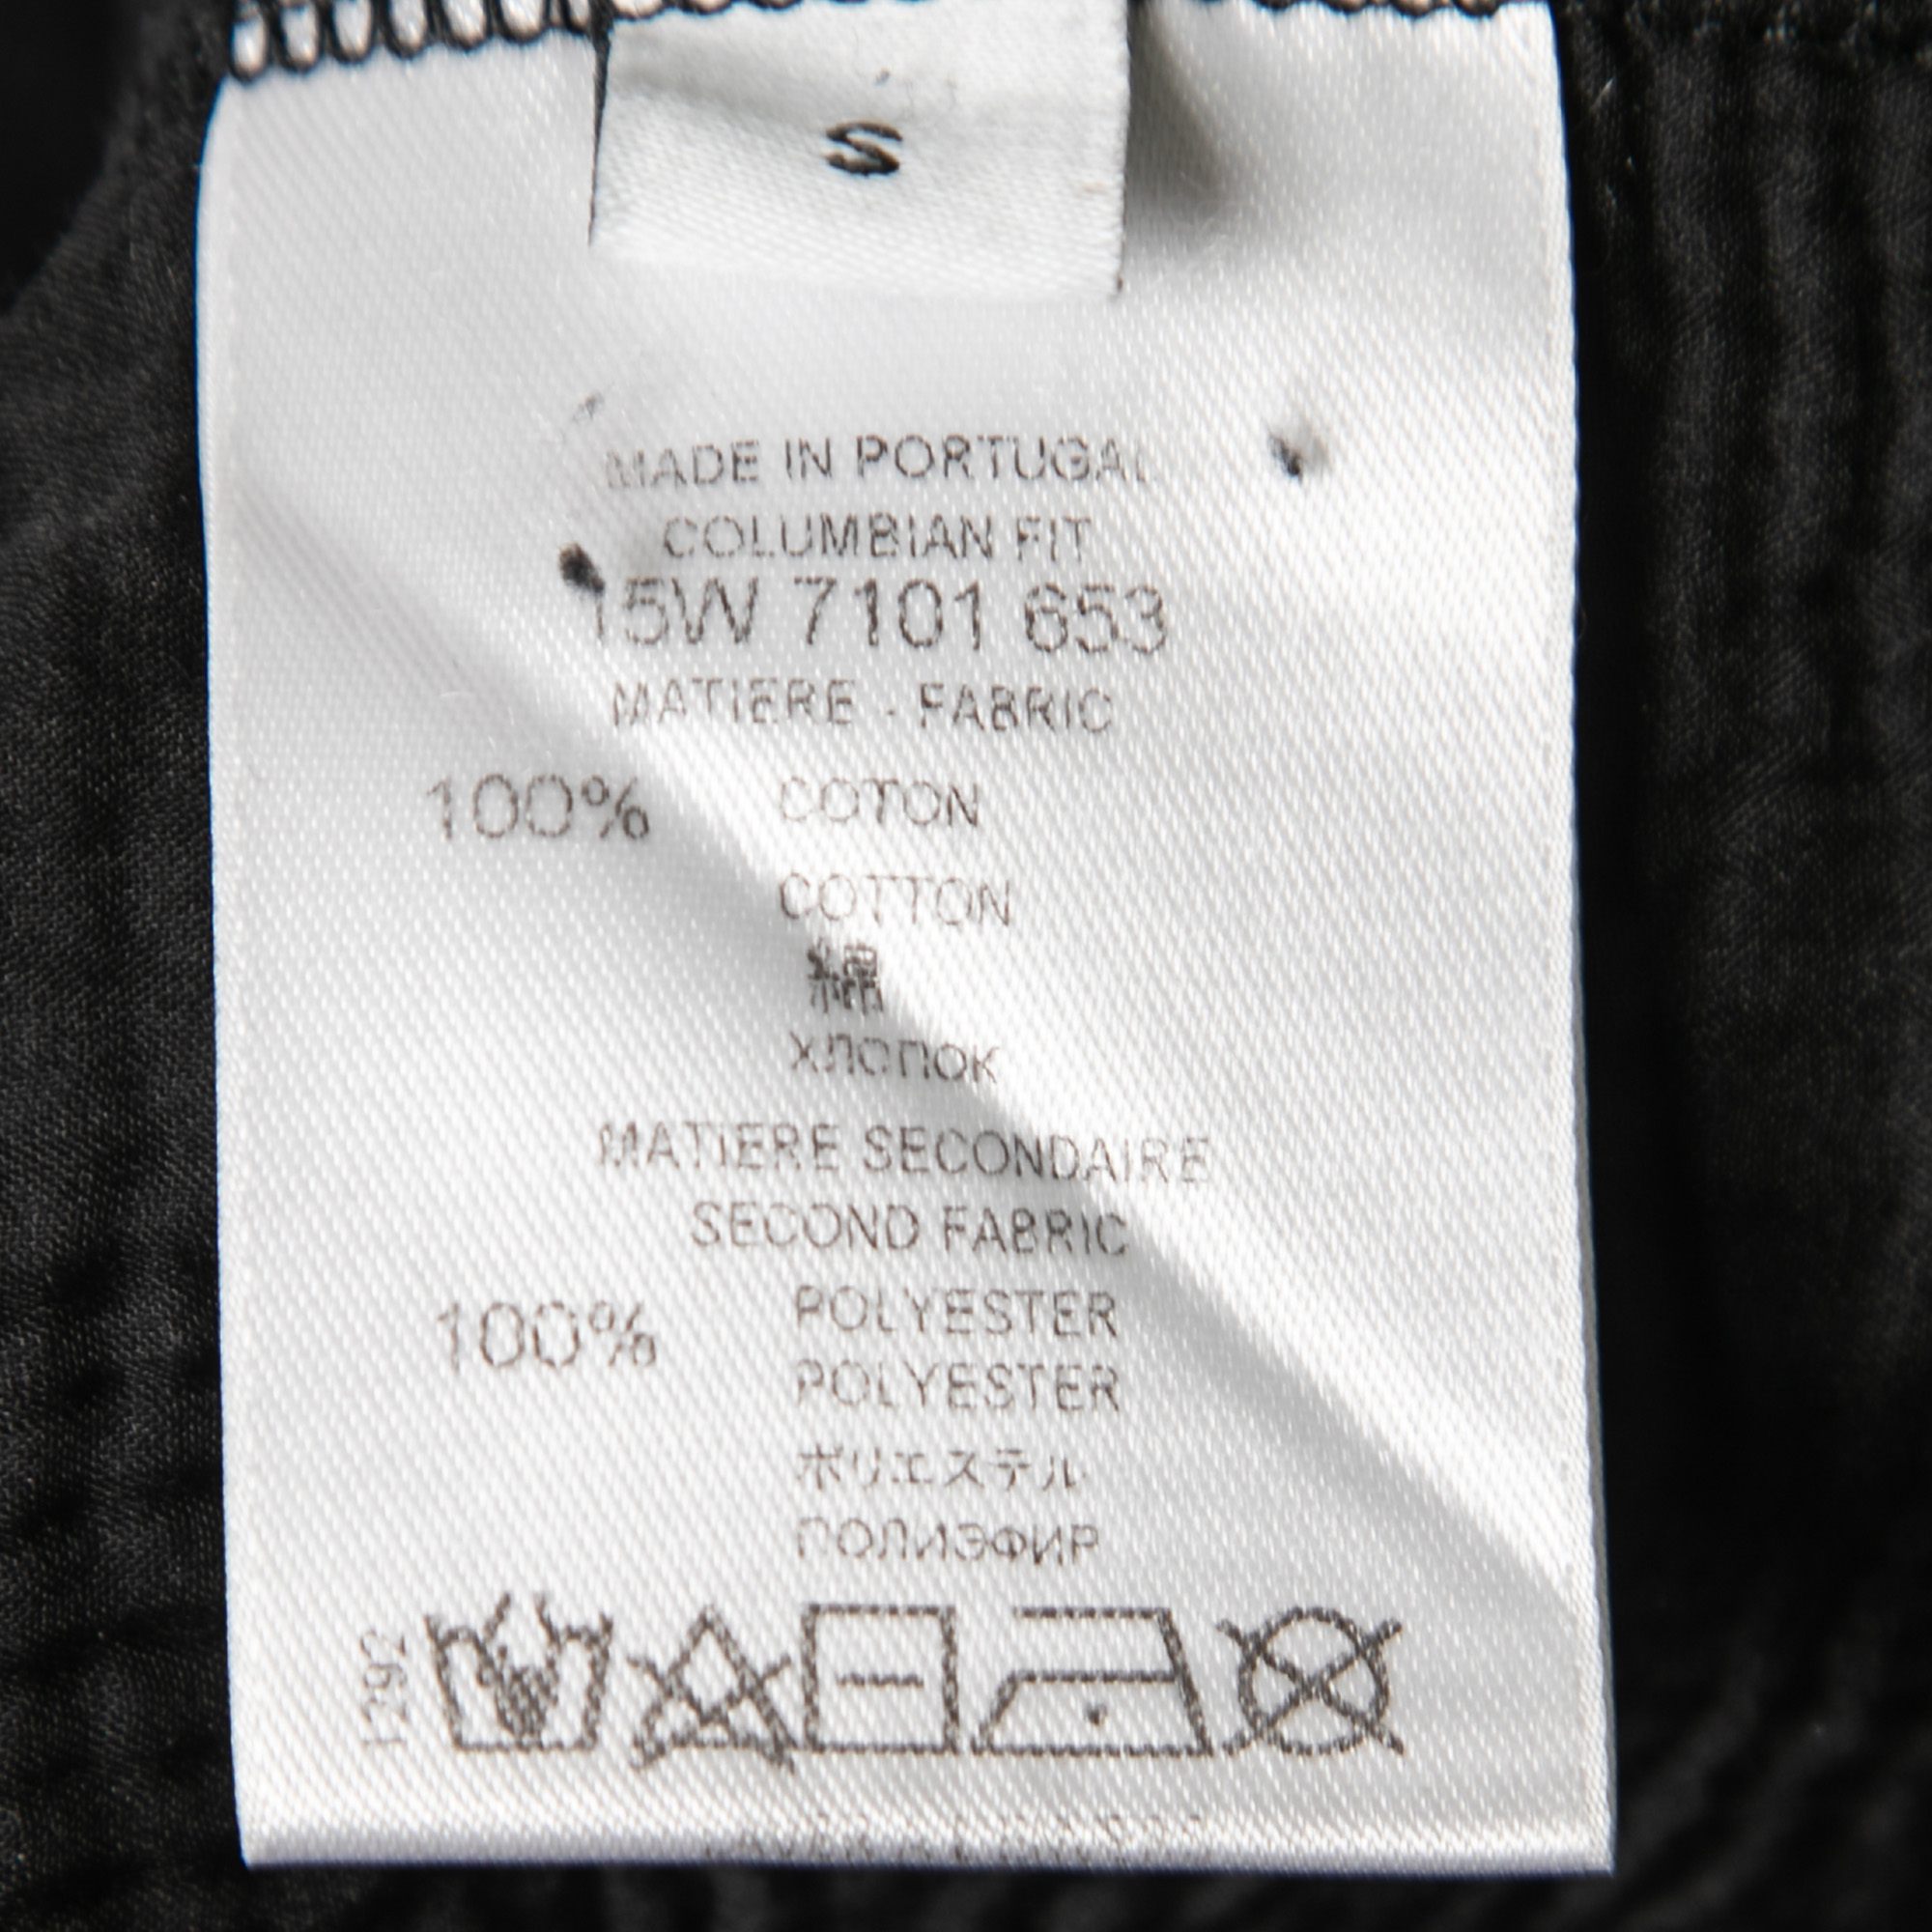 S
MADE IN PORTUGAL
COLUMBIAN FIT
15W 7101 653
MATIERE - FABRIC
100% COTON
COTTON
綿
ХЛОПОК
MATIERE SECONDAIRE
SECOND FABRIC
100% POLYESTER
POLYESTER
ポリエステル
ПОЛИЭФИР
1292